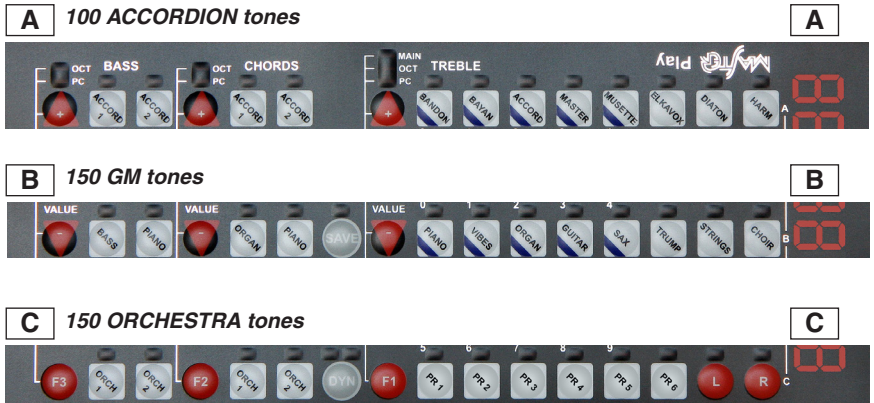 A 100 ACCORDION tones A
OCT BASS OCT CHORDS MAIN OCT TREBLE MASTER Play
PC PC PC
+ ACCORD 1 ACCORD 2 + ACCORD 1 ACCORD 2 + BANDON BAYAN ACCORD MASTER MUSETTE ELKAVOX DIATON HARM A
B 150 GM tones B
VALUE VALUE VALUE 0 1 2 3 4
- BASS PIANO - ORGAN PIANO SAVE - PIANO VIBES ORGAN GUITAR SAX TRUMP STRINGS CHOIR B
C 150 ORCHESTRA tones C
5 6 7 8 9
F3 ORCH 1 ORCH 2 F2 ORCH 1 ORCH 2 DYN F1 PR 1 PR 2 PR 3 PR 4 PR 5 PR 6 L R C